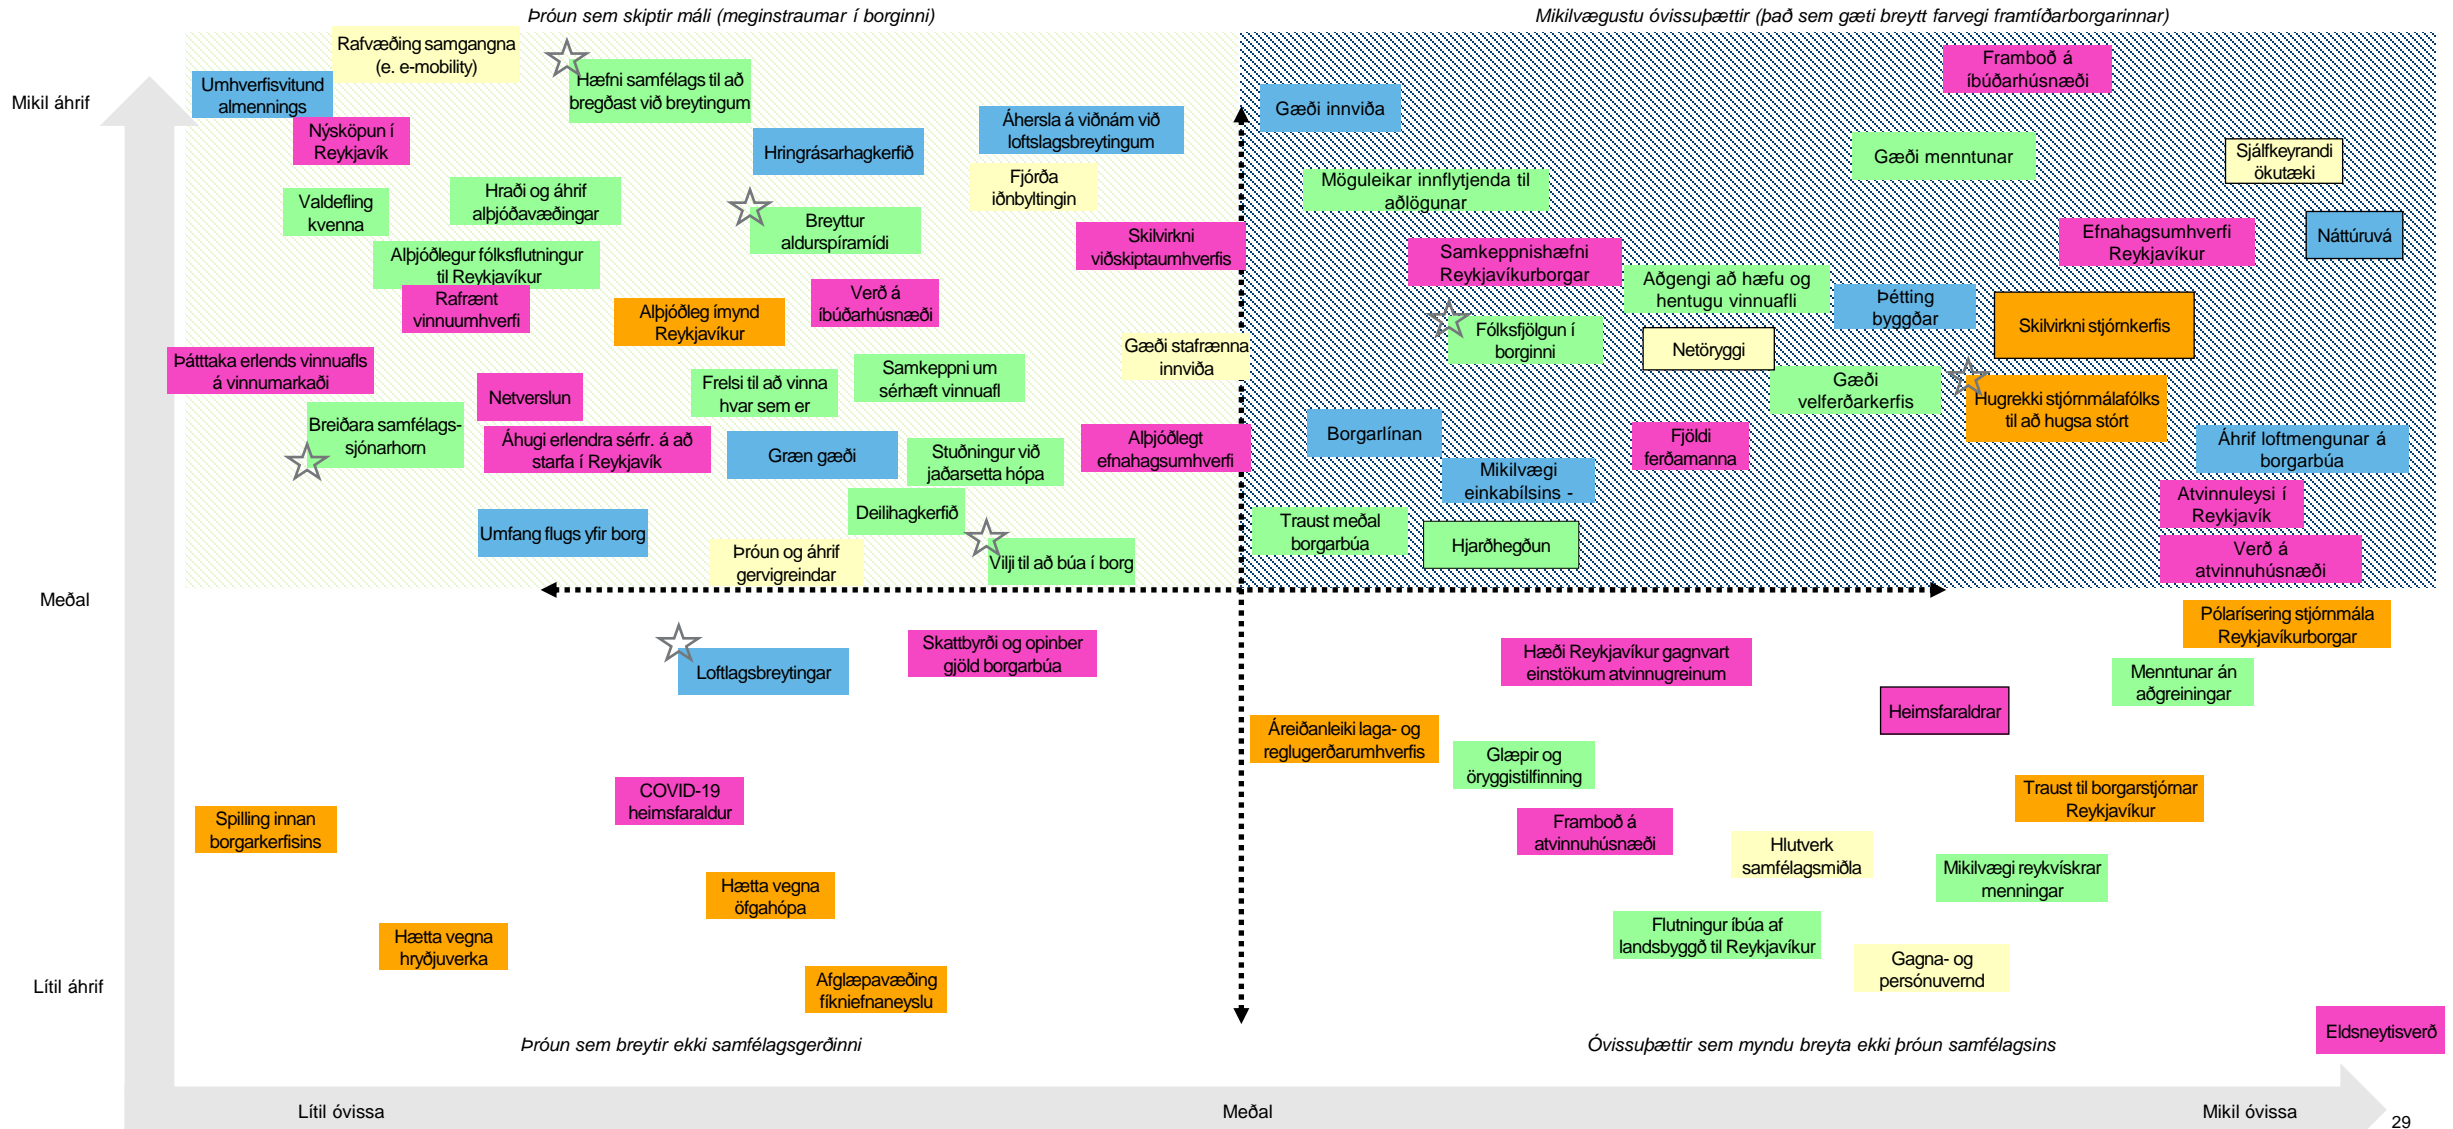 Þróun sem skiptir máli (meginstraumar í borginni)
Mikilvægustu óvissuþættir (það sem gæti breytt farvegi framtíðarborgarinnar)
Mikil áhrif
Meðal
Lítil áhrif
Rafvæðing samgangna
(e. e-mobility)
Umhverfisvitund
almennings
Nýsköpun í
Reykjavík
Hæfni samfélags til að
bregðast við breytingum
Hringrásarhagkerfið
Áhersla á viðnám við
loftslagsbreytingum
Fjórða
iðnbyltingin
Valdefling
kvenna
Hraði og áhrif
alþjóðavæðingar
Breyttur
aldurspíramídi
Skilvirkni
viðskiptaumhverfis
Alþjóðlegur fólksflutningur
til Reykjavíkur
Rafrænt
vinnuumhverfi
Alþjóðleg ímynd
Reykjavíkur
Verð á
íbúðarhúsnæði
Gæði stafrænna
innviða
Þátttaka erlends vinnuafls
á vinnumarkaði
Netverslun
Frelsi til að vinna
hvar sem er
Samkeppni um
sérhæft vinnuafl
Breiðara samfélags-
sjónarhorn
Áhugi erlendra sérfr. á að
starfa í Reykjavík
Græn gæði
Stuðningur við
jaðarsetta hópa
Alþjóðlegt
efnahagsumhverfi
Deilihagkerfið
Umfang flugs yfir borg
Þróun og áhrif
gervigreindar
Vilji til að búa í borg
Framboð á
íbúðarhúsnæði
Gæði innviða
Gæði menntunar
Sjálfkeyrandi
ökutæki
Möguleikar innflytjenda til
aðlögunar
Samkeppnishæfni
Reykjavíkurborgar
Efnahagsumhverfi
Reykjavíkur
Náttúruvá
Aðgengi að hæfu og
hentugu vinnuafli
Þétting
byggðar
Skilvirkni stjórnkerfis
Fólksfjölgun í
borginni
Netöryggi
Gæði
velferðarkerfis
Hugrekki stjórnmálafólks
til að hugsa stórt
Borgarlínan
Fjöldi
ferðamanna
Áhrif loftmengunar á
borgarbúa
Mikilvægi
einkabílsins -
Atvinnuleysi í
Reykjavík
Traust meðal
borgarbúa
Hjarðhegðun
Verð á
atvinnuhúsnæði
Loftlagsbreytingar
Skattbyrði og opinber
gjöld borgarbúa
COVID-19
heimsfaraldur
Spilling innan
borgarkerfisins
Hætta vegna
öfgahópa
Hætta vegna
hryðjuverka
Afglæpavæðing
fíkniefnaneyslu
Pólarísering stjórnmála
Reykjavíkurborgar
Hæði Reykjavíkur gagnvart
einstökum atvinnugreinum
Menntunar án
aðgreiningar
Heimsfaraldrar
Áreiðanleiki laga- og
reglugerðarumhverfis
Glæpir og
öryggistilfinning
Traust til borgarstjórnar
Reykjavíkur
Framboð á
atvinnuhúsnæði
Hlutverk
samfélagsmiðla
Mikilvægi reykvískrar
menningar
Flutningur íbúa af
landsbyggð til Reykjavíkur
Gagna- og
persónuvernd
Eldsneytisverð
Þróun sem breytir ekki samfélagsgerðinni
Óvissuþættir sem myndu breyta ekki þróun samfélagsins
Lítil óvissa
Meðal
Mikil óvissa
29